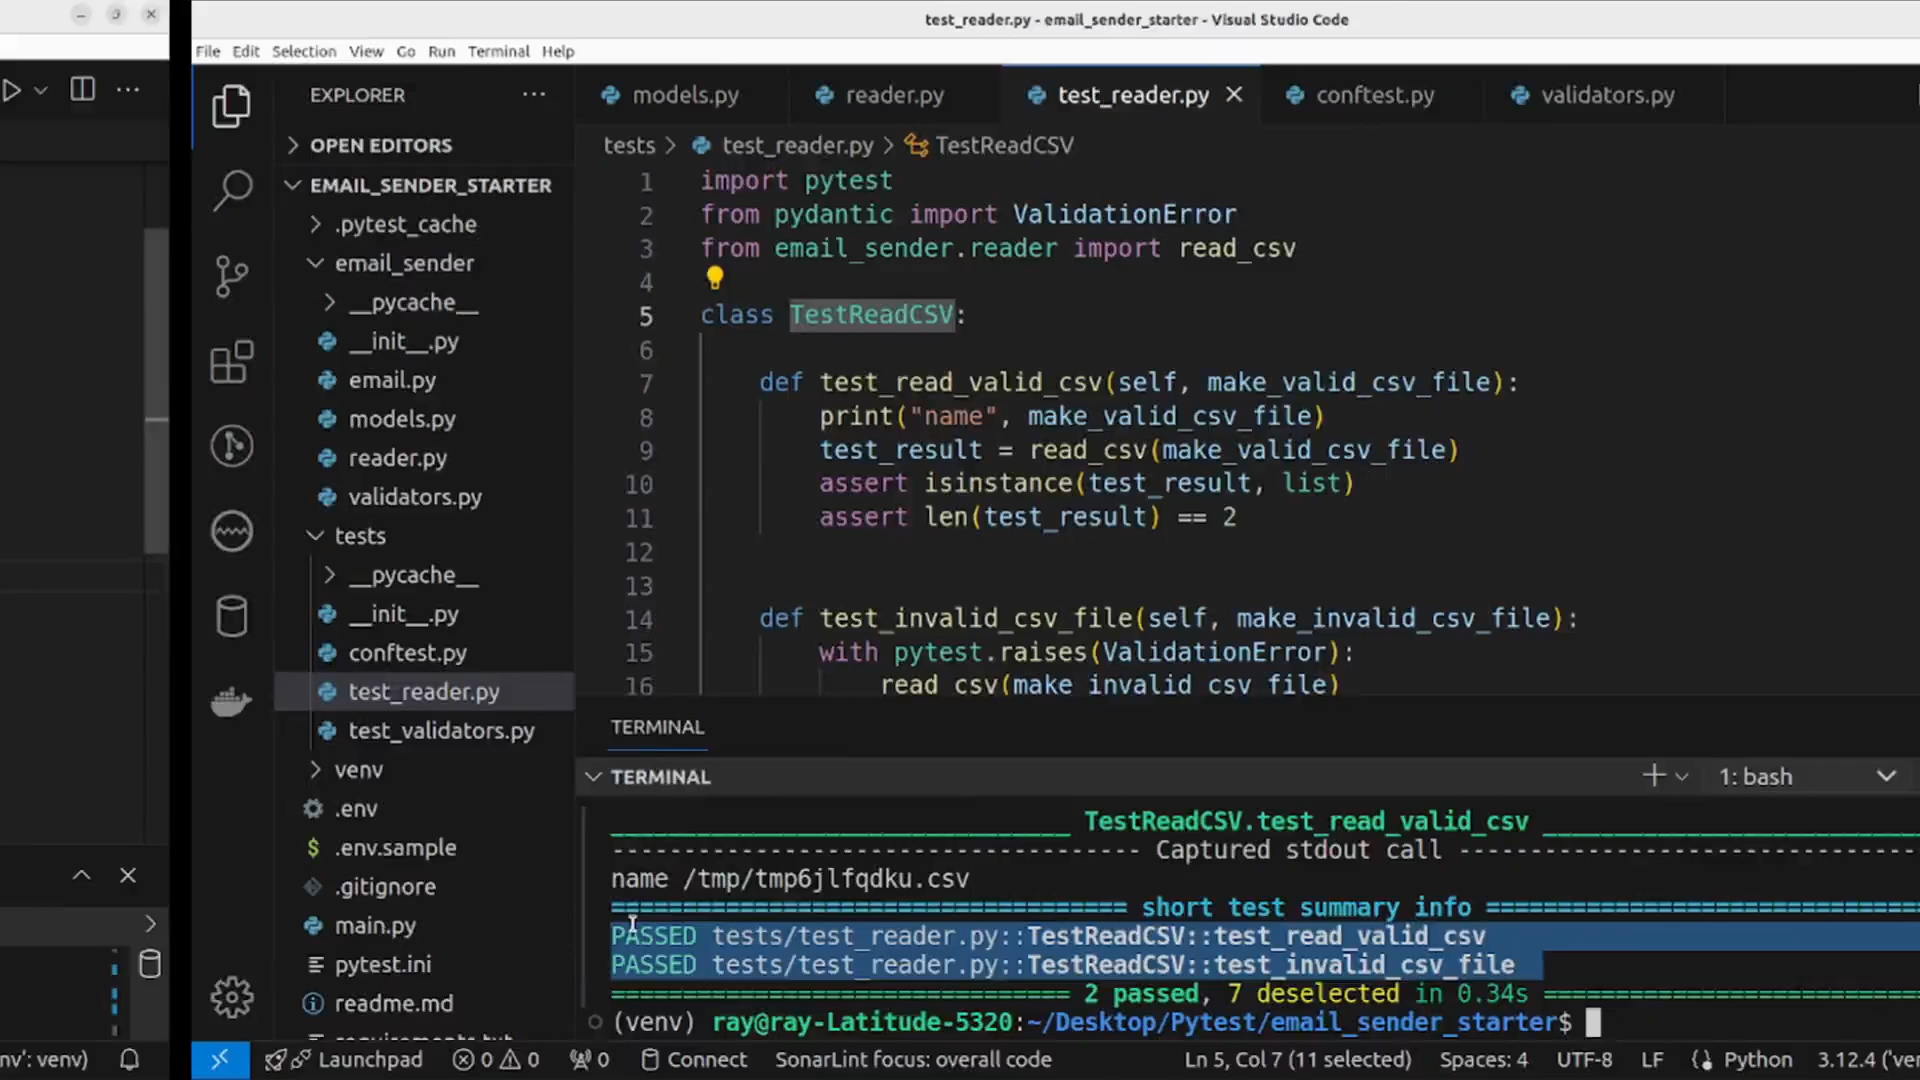 test_reader.py - email_sender_starter - Visual Studio Code
File Edit Selection View Go Run Terminal Help
EXPLORER
OPEN EDITORS
EMAIL_SENDER_STARTER
.pytest_cache
email_sender
__pycache__
__init__.py
email.py
models.py
reader.py
validators.py
tests
__pycache__
__init__.py
conftest.py
test_reader.py
test_validators.py
venv
.env
.env.sample
.gitignore
main.py
pytest.ini
readme.md
requirements.txt
models.py reader.py test_reader.py conftest.py validators.py
tests > test_reader.py > TestReadCSV
1 import pytest
2 from pydantic import ValidationError
3 from email_sender.reader import read_csv
4
5 class TestReadCSV:
6
7 def test_read_valid_csv(self, make_valid_csv_file):
8 print("name", make_valid_csv_file)
9 test_result = read_csv(make_valid_csv_file)
10 assert isinstance(test_result, list)
11 assert len(test_result) == 2
12
13
14 def test_invalid_csv_file(self, make_invalid_csv_file):
15 with pytest.raises(ValidationError):
16 read_csv(make_invalid_csv_file)
TERMINAL
TERMINAL 1: bash
TestReadCSV.test_read_valid_csv
Captured stdout call
name /tmp/tmp6jlfqdku.csv
short test summary info
PASSED tests/test_reader.py::TestReadCSV::test_read_valid_csv
PASSED tests/test_reader.py::TestReadCSV::test_invalid_csv_file
2 passed, 7 deselected in 0.34s
(venv) ray@ray-Latitude-5320:~/Desktop/Pytest/email_sender_starter$
nv': venv) Launchpad 0 0 0 Connect SonarLint focus: overall code Ln 5, Col 7 (11 selected) Spaces: 4 UTF-8 LF Python 3.12.4 ('ve